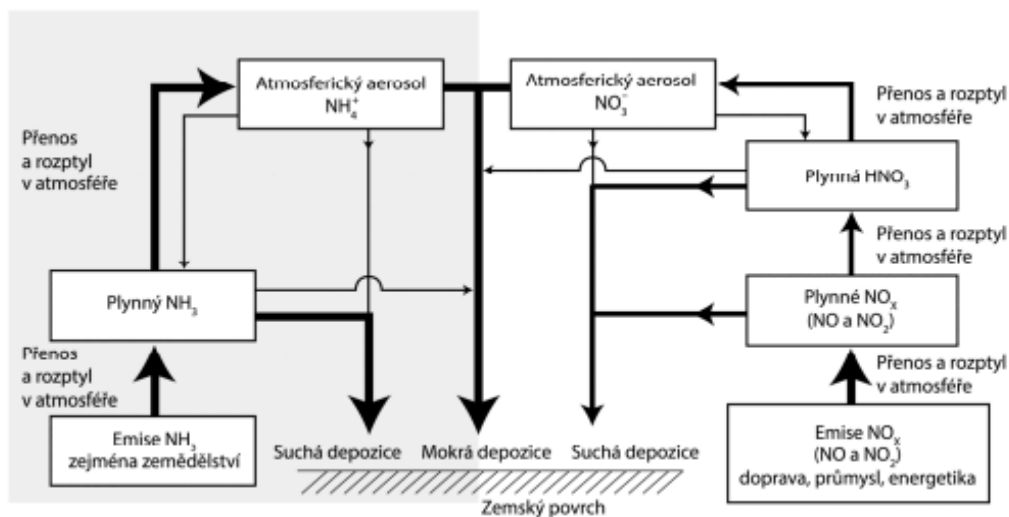 Atmosferický aerosol
NH₄⁺
Atmosferický aerosol
NO₃⁻
Přenos a rozptyl
v atmosféře
Přenos
a rozptyl
v atmosféře
Plynná HNO₃
Přenos a rozptyl
v atmosféře
Plynný NH₃
Plynné NOₓ
(NO a NO₂)
Přenos
a rozptyl
v atmosféře
Přenos a rozptyl
v atmosféře
Emise NH₃
zejména zemědělství
Suchá depozice
Mokrá depozice
Suchá depozice
Emise NOₓ
(NO a NO₂)
doprava, průmysl, energetika
Zemský povrch